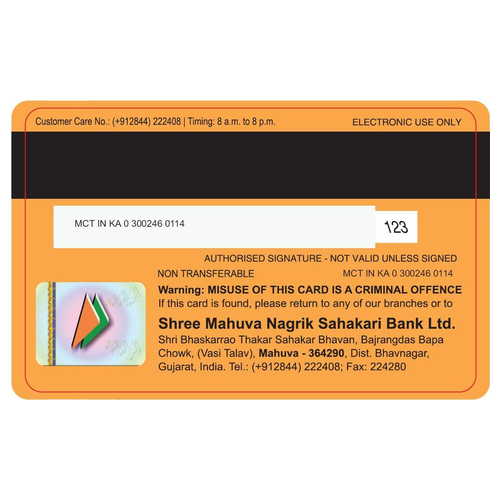 Customer Care No.: (+912844) 222408 | Timing: 8 a.m. to 8 p.m.
ELECTRONIC USE ONLY
MCT IN KA 0 300246 0114
123
AUTHORISED SIGNATURE - NOT VALID UNLESS SIGNED
NON TRANSFERABLE MCT IN KA 0 300246 0114
Warning: MISUSE OF THIS CARD IS A CRIMINAL OFFENCE
If this card is found, please return to any of our branches or to
Shree Mahuva Nagrik Sahakari Bank Ltd.
Shri Bhaskarrao Thakar Sahakar Bhavan, Bajrangdas Bapa
Chowk, (Vasi Talav), Mahuva - 364290, Dist. Bhavnagar,
Gujarat, India. Tel.: (+912844) 222408; Fax: 224280